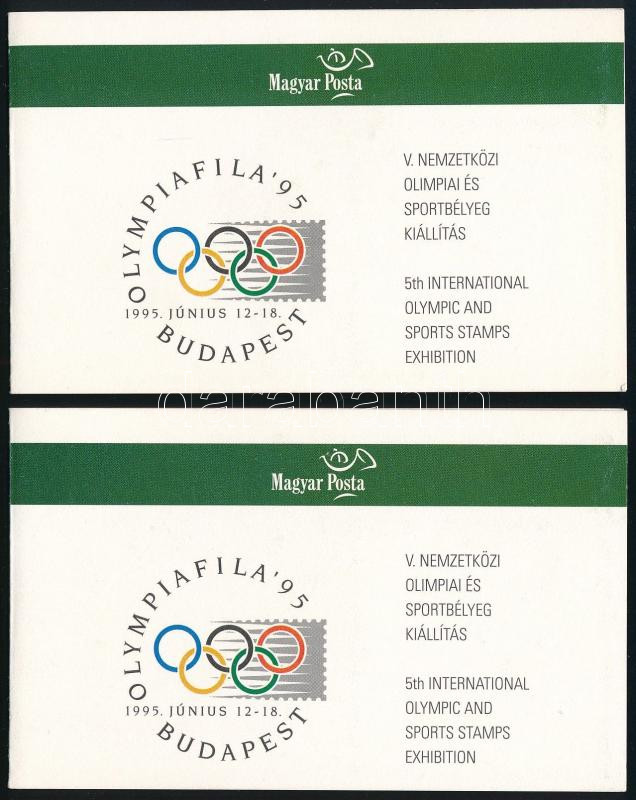 Magyar Posta
OLYMPIAFILA '95
1995. JÚNIUS 12-18.
BUDAPEST
V. NEMZETKÖZI
OLIMPIAI ÉS
SPORTBÉLYEG
KIÁLLÍTÁS
5th INTERNATIONAL
OLYMPIC AND
SPORTS STAMPS
EXHIBITION
darabanth
Magyar Posta
OLYMPIAFILA '95
1995. JÚNIUS 12-18.
BUDAPEST
V. NEMZETKÖZI
OLIMPIAI ÉS
SPORTBÉLYEG
KIÁLLÍTÁS
5th INTERNATIONAL
OLYMPIC AND
SPORTS STAMPS
EXHIBITION